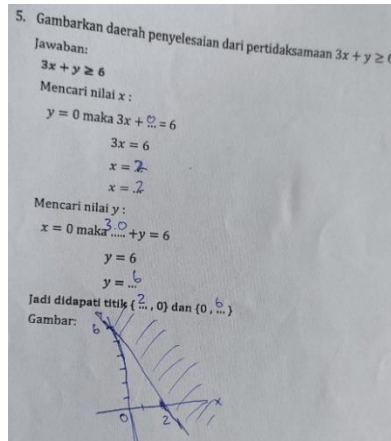 5. Gambarkan daerah penyelesaian dari pertidaksamaan 3x + y ≥ 6
Jawaban:
3x + y ≥ 6
Mencari nilai x :
y = 0 maka 3x + 0 = 6
3x = 6
x = 2
x = 2
Mencari nilai y :
x = 0 maka 3.0 + y = 6
y = 6
y = 6
Jadi didapati titik { 2 , 0} dan {0 , 6 }
Gambar:
6
x
0
2